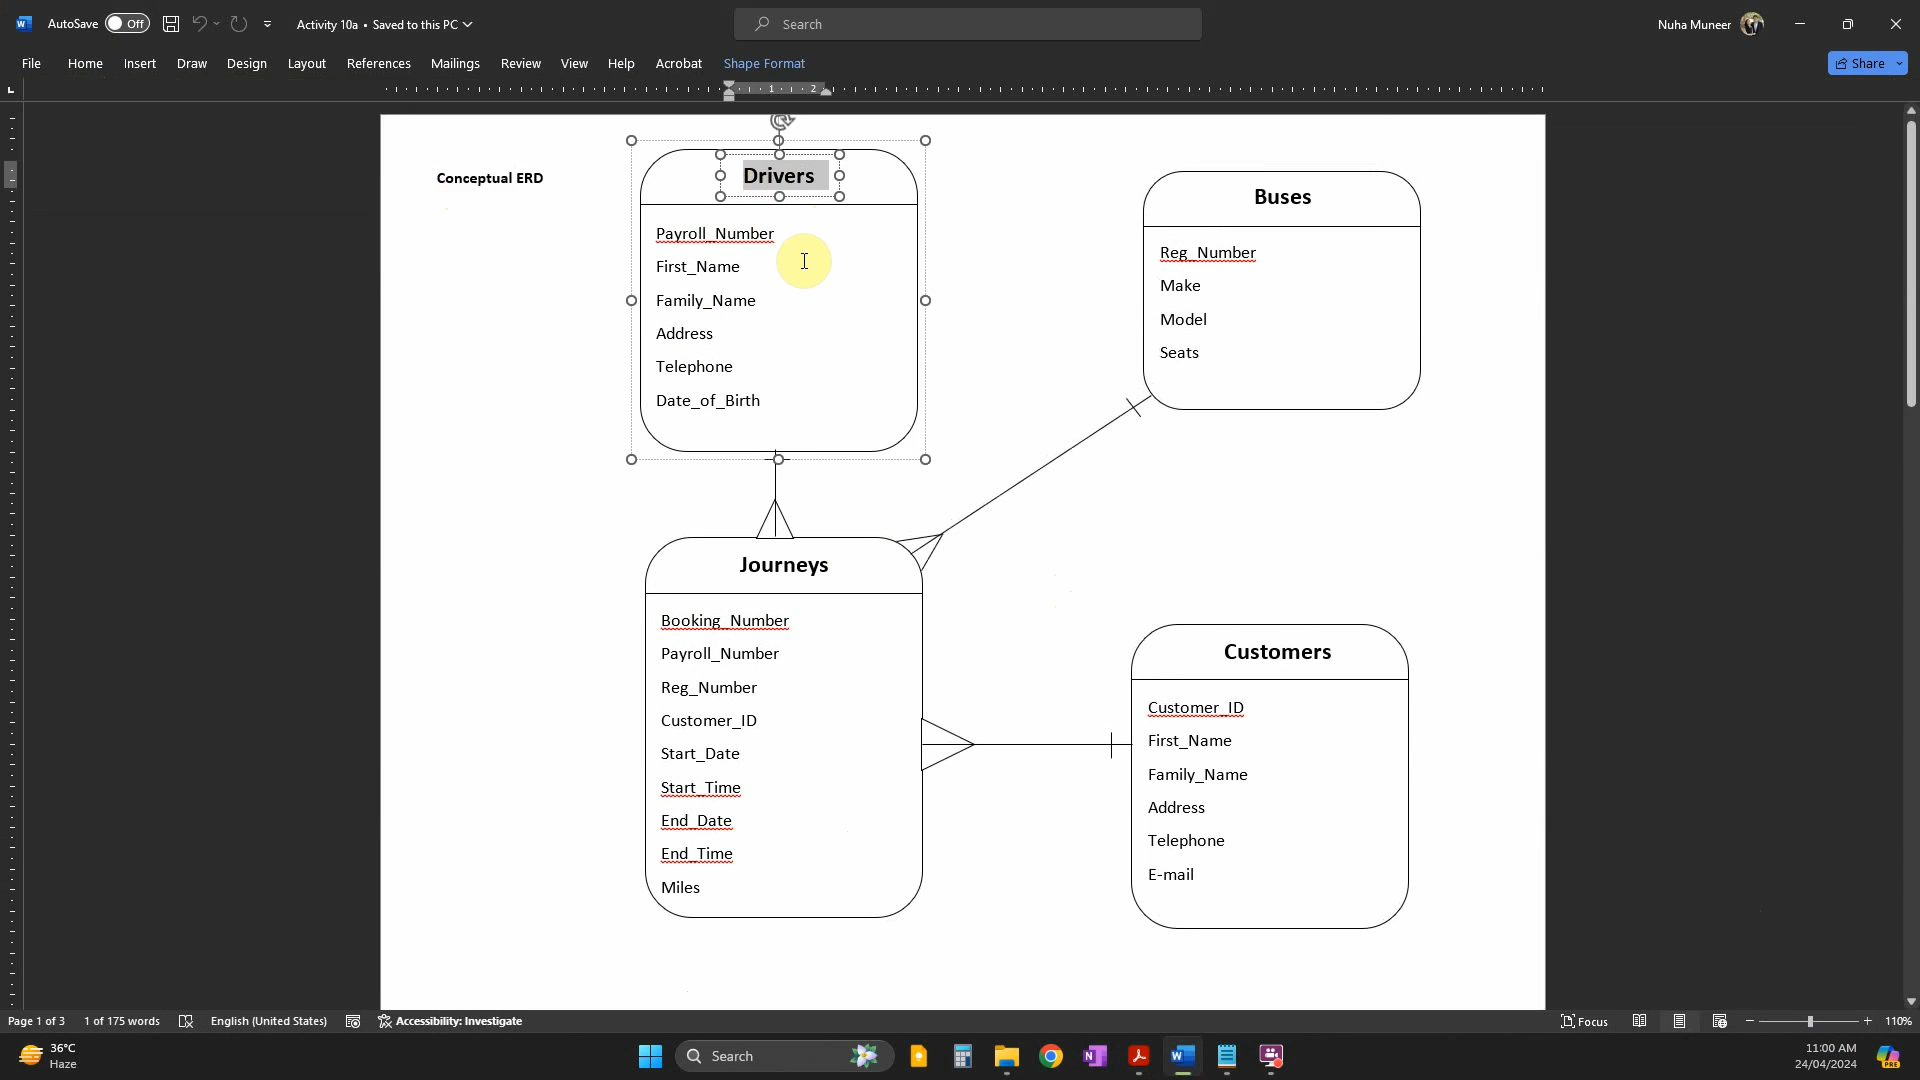 AutoSave Off Activity 10a • Saved to this PC Search Nuha Muneer
File Home Insert Draw Design Layout References Mailings Review View Help Acrobat Shape Format Share
1 2
Conceptual ERD
Drivers
Payroll_Number
First_Name
Family_Name
Address
Telephone
Date_of_Birth
Buses
Reg_Number
Make
Model
Seats
Journeys
Booking_Number
Payroll_Number
Reg_Number
Customer_ID
Start_Date
Start_Time
End_Date
End_Time
Miles
Customers
Customer_ID
First_Name
Family_Name
Address
Telephone
E-mail
Page 1 of 3 1 of 175 words English (United States) Accessibility: Investigate Focus 110%
36°C
Haze
Search
11:00 AM
24/04/2024
PRE